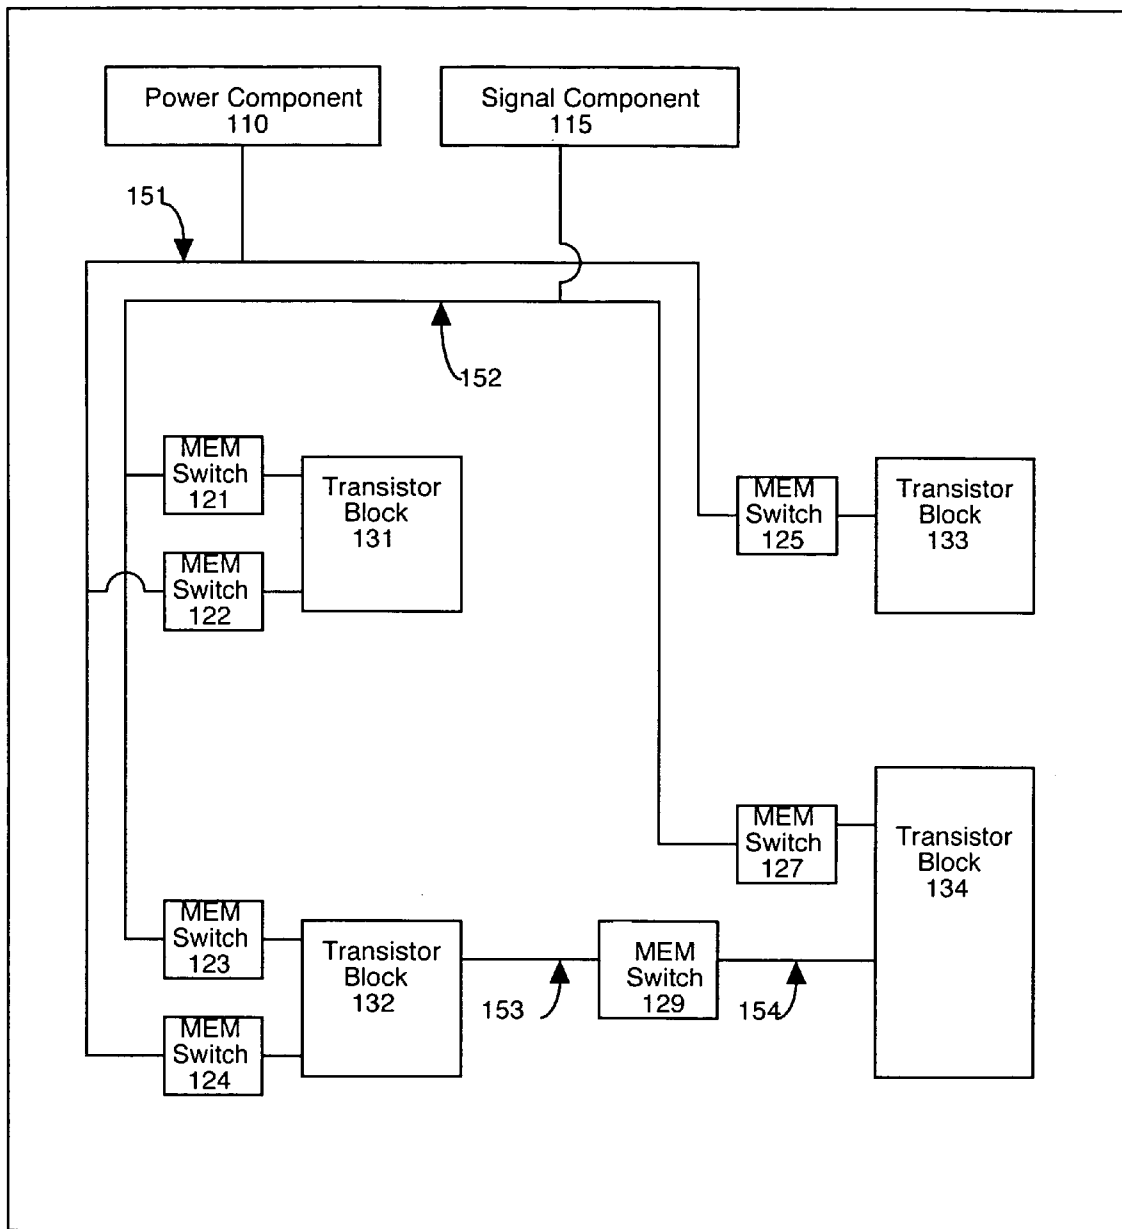 Power Component
110
Signal Component
115
151
152
MEM
Switch
121
Transistor
Block
131
MEM
Switch
122
MEM
Switch
125
Transistor
Block
133
MEM
Switch
127
Transistor
Block
134
MEM
Switch
123
Transistor
Block
132
MEM
Switch
124
153
MEM
Switch
129
154